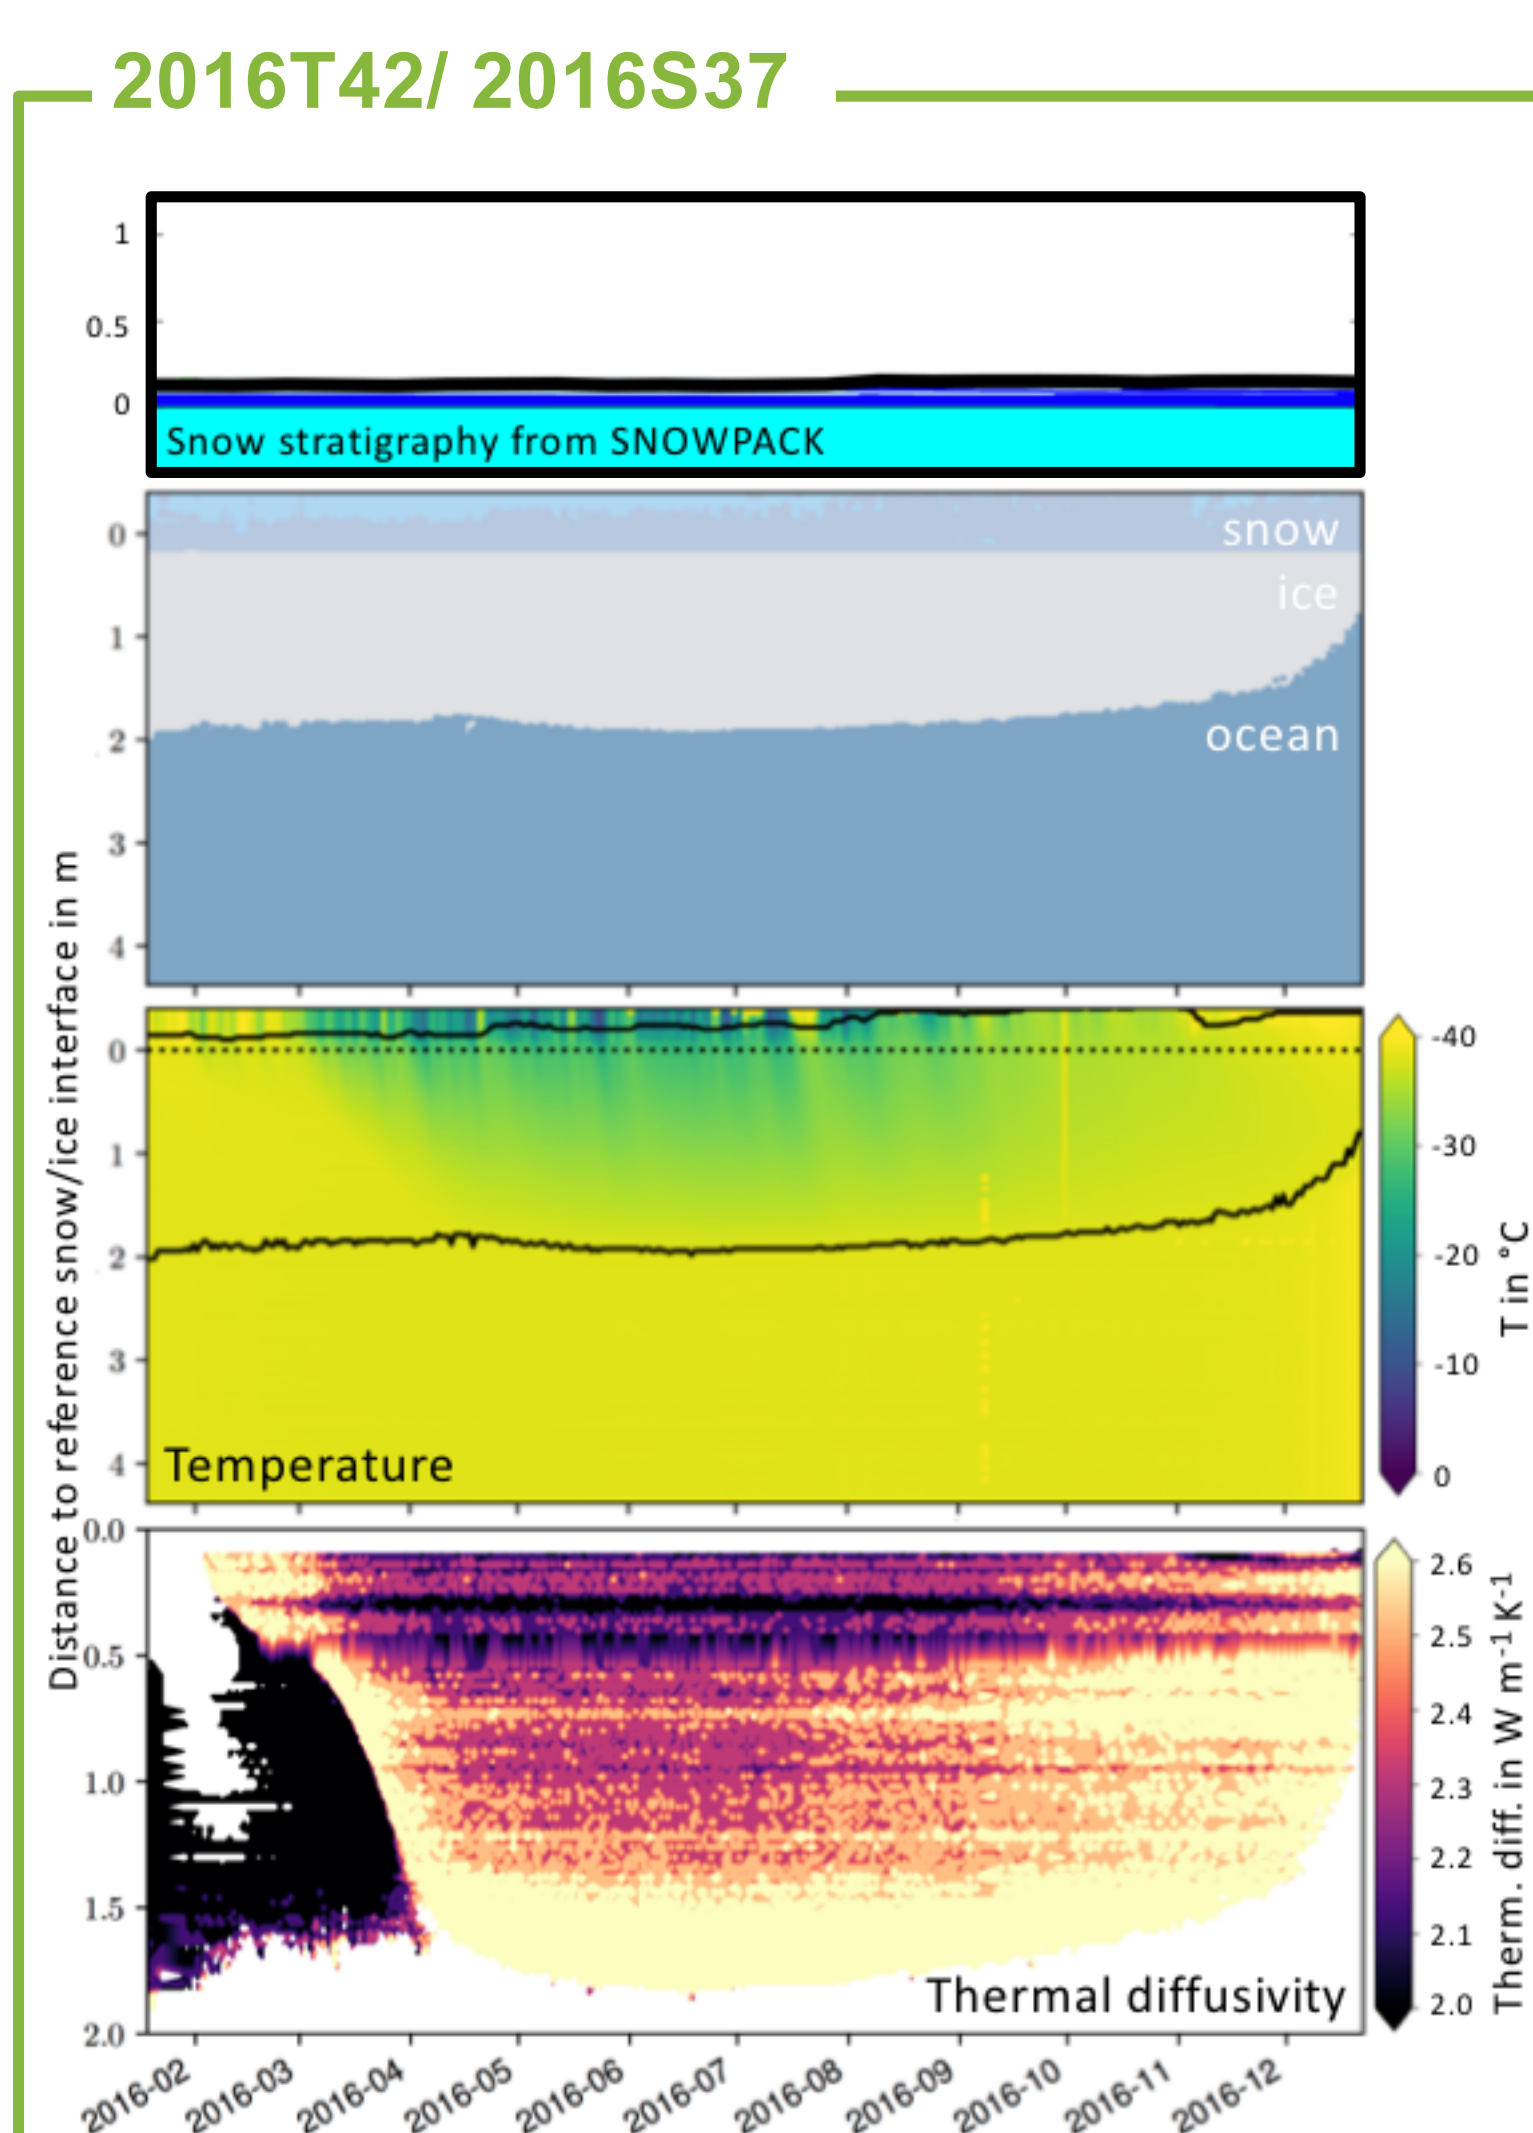 2016T42/ 2016S37
1
0.5
0
Snow stratigraphy from SNOWPACK
Distance to reference snow/ice interface in m
0
1
2
3
4
snow
ice
ocean
0
1
2
3
4
Temperature
-40
-30
-20
-10
0
T in °C
0.0
0.5
1.0
1.5
2.0
Thermal diffusivity
2.6
2.5
2.4
2.3
2.2
2.1
2.0
Therm. diff. in W m⁻¹ K⁻¹
2016-02 2016-03 2016-04 2016-05 2016-06 2016-07 2016-08 2016-09 2016-10 2016-11 2016-12